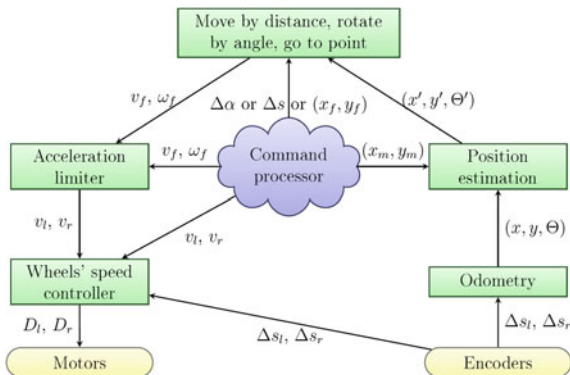 Move by distance, rotate
by angle, go to point
v_f, ω_f
Δα or Δs or (x_f, y_f)
(x′, y′, Θ′)
Acceleration
limiter
v_f, ω_f
Command
processor
(x_m, y_m)
Position
estimation
v_l, v_r
v_l, v_r
(x, y, Θ)
Wheels' speed
controller
Odometry
D_l, D_r
Δs_l, Δs_r
Δs_l, Δs_r
Motors
Encoders